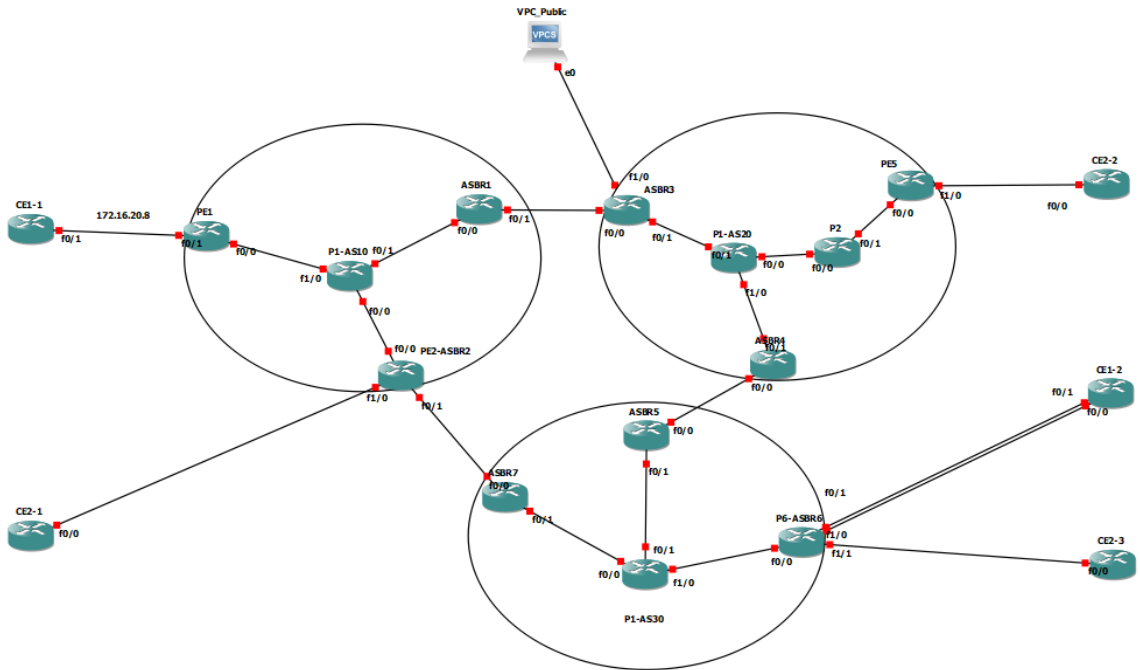 VPC_Public
VPCS
e0
PE5
CE2-2
ASBR1
f1/0
ASBR3
f1/0
f0/0
f0/0
CE1-1
172.16.20.8
PE1
f0/1
f0/0
f0/0
f0/1
P1-AS20
P2
f0/1
f0/1
f0/1
f0/0
P1-AS10
f0/1
f0/1
f0/0
f0/0
f1/0
f1/0
f0/0
f0/0
PE2-ASBR2
f0/1
ASBR4
f1/0
f0/1
f0/0
CE1-2
f0/1
f0/0
ASBR5
f0/0
ASBR7
f0/0
f0/1
f0/1
f0/1
P6-ASBR6
f1/0
f1/1
CE2-1
f0/0
f0/1
f0/0
f0/0
f1/0
CE2-3
f0/0
P1-AS30